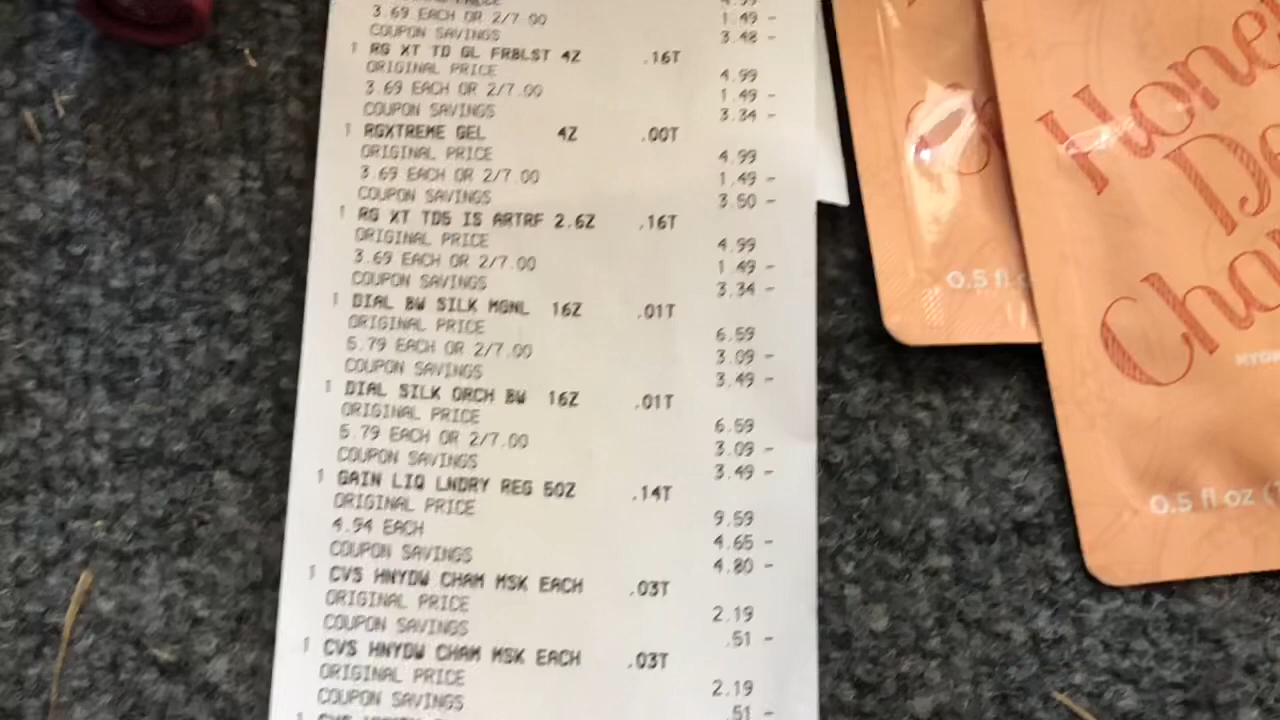 3.69 EACH OR 2/7.00 1.49 -
COUPON SAVINGS 3.48 -
1 RG XT TD GL FRBLST 4Z .16T
ORIGINAL PRICE 4.99
3.69 EACH OR 2/7.00 1.49 -
COUPON SAVINGS 3.34 -
1 RGXTREME GEL 4Z .00T
ORIGINAL PRICE 4.99
3.69 EACH OR 2/7.00 1.49 -
COUPON SAVINGS 3.50 -
1 RG XT TD5 IS ARTRF 2.6Z .16T
ORIGINAL PRICE 4.99
3.69 EACH OR 2/7.00 1.49 -
COUPON SAVINGS 3.34 -
1 DIAL BW SILK MGNL 16Z .01T
ORIGINAL PRICE 6.59
5.79 EACH OR 2/7.00 3.09 -
COUPON SAVINGS 3.49 -
1 DIAL SILK ORCH BW 16Z .01T
ORIGINAL PRICE 6.59
5.79 EACH OR 2/7.00 3.09 -
COUPON SAVINGS 3.49 -
1 GAIN LIQ LNDRY REG 50Z .14T
ORIGINAL PRICE 9.59
4.94 EACH 4.65 -
COUPON SAVINGS 4.80 -
1 CVS HNYDW CHAM MSK EACH .03T
ORIGINAL PRICE 2.19
COUPON SAVINGS .51 -
1 CVS HNYDW CHAM MSK EACH .03T
ORIGINAL PRICE 2.19
COUPON SAVINGS .51 -
0.5 fl
Hone
De
Cha
HYD
0.5 fl oz (